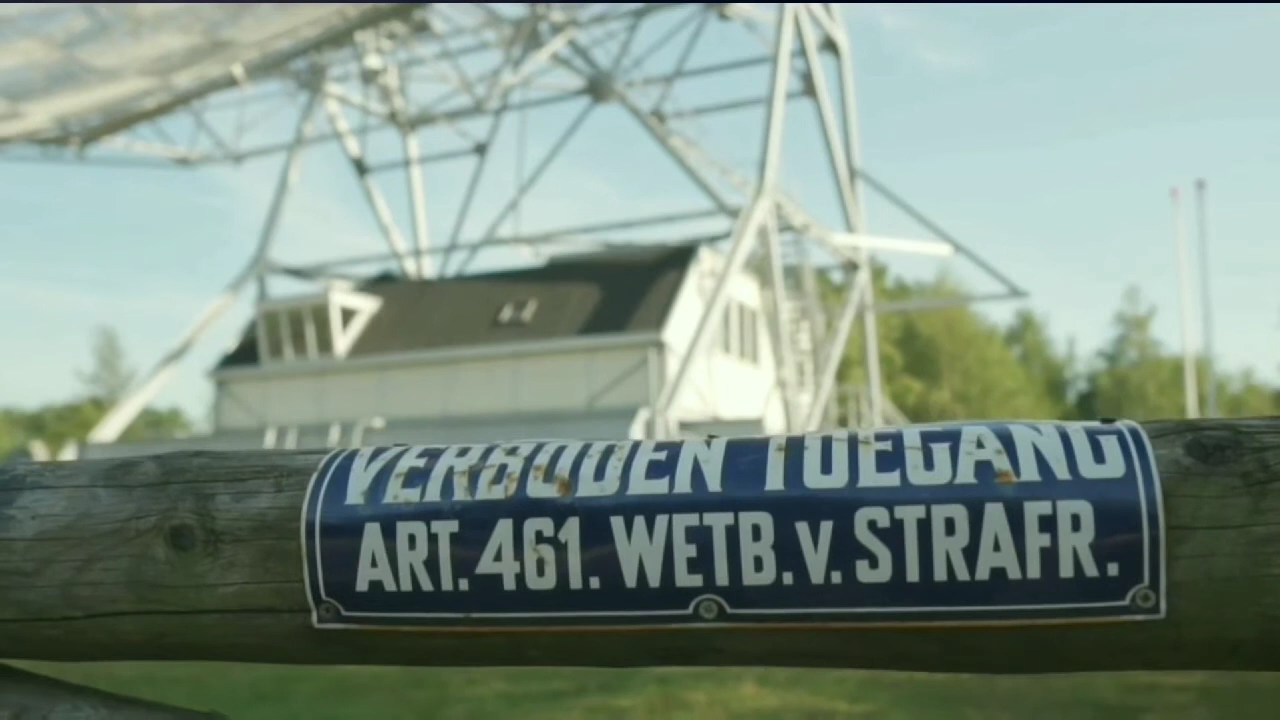 VERBODEN TOEGANG
ART. 461. WETB. V. STRAFR.